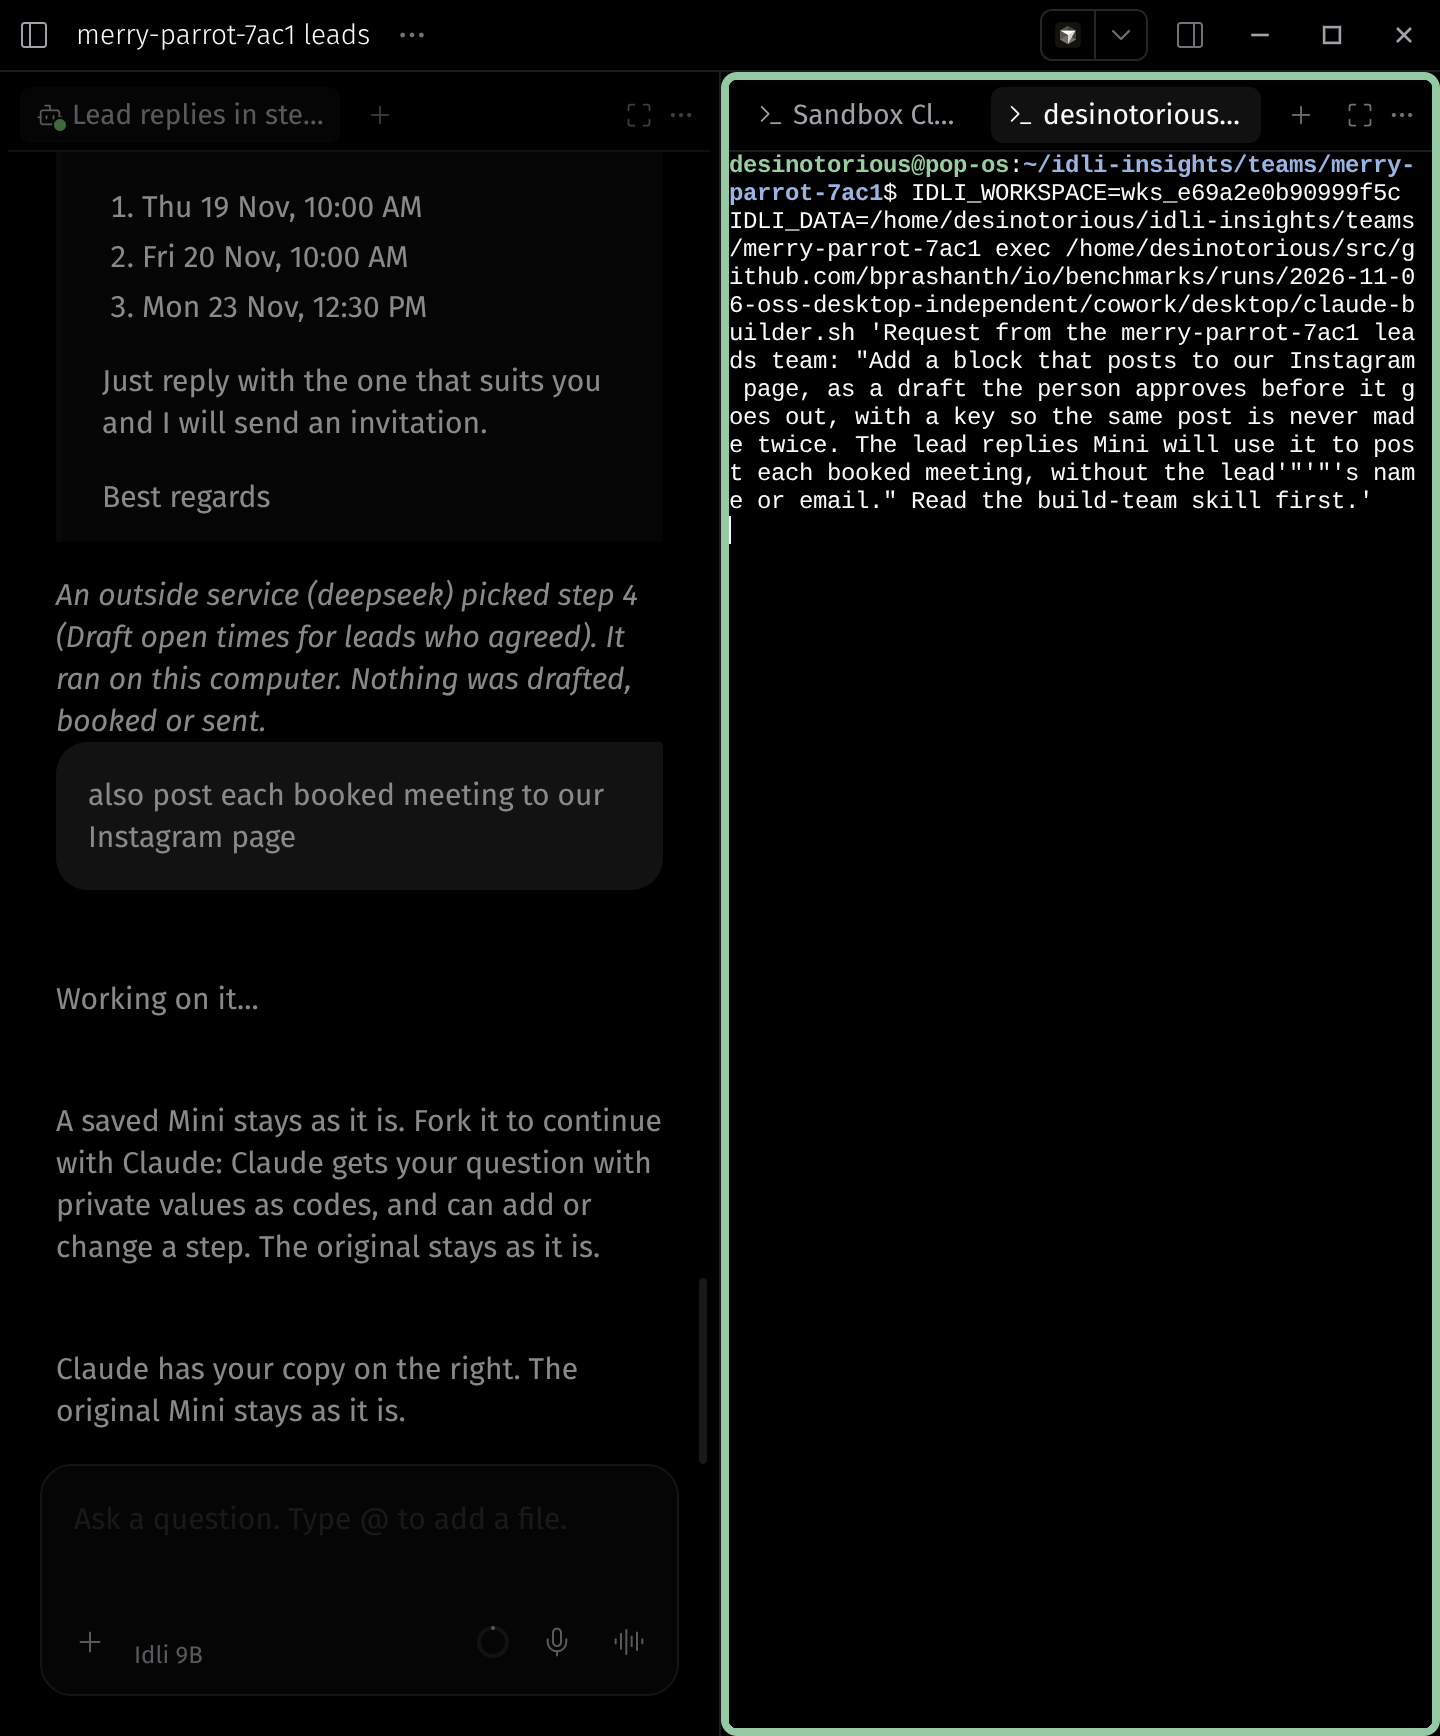 merry-parrot-7ac1 leads
Lead replies in ste...
1. Thu 19 Nov, 10:00 AM
2. Fri 20 Nov, 10:00 AM
3. Mon 23 Nov, 12:30 PM
Just reply with the one that suits you
and I will send an invitation.
Best regards
An outside service (deepseek) picked step 4
(Draft open times for leads who agreed). It
ran on this computer. Nothing was drafted,
booked or sent.
also post each booked meeting to our
Instagram page
Working on it...
A saved Mini stays as it is. Fork it to continue
with Claude: Claude gets your question with
private values as codes, and can add or
change a step. The original stays as it is.
Claude has your copy on the right. The
original Mini stays as it is.
Ask a question. Type @ to add a file.
Idli 9B
Sandbox Cl...
desinotorious...
desinotorious@pop-os:~/idli-insights/teams/merry-
parrot-7ac1$ IDLI_WORKSPACE=wks_e69a2e0b90999f5c
IDLI_DATA=/home/desinotorious/idli-insights/teams
/merry-parrot-7ac1 exec /home/desinotorious/src/g
ithub.com/bprashanth/io/benchmarks/runs/2026-11-0
6-oss-desktop-independent/cowork/desktop/claude-b
uilder.sh 'Request from the merry-parrot-7ac1 lea
ds team: "Add a block that posts to our Instagram
 page, as a draft the person approves before it g
oes out, with a key so the same post is never mad
e twice. The lead replies Mini will use it to pos
t each booked meeting, without the lead'"'"'s nam
e or email." Read the build-team skill first.'